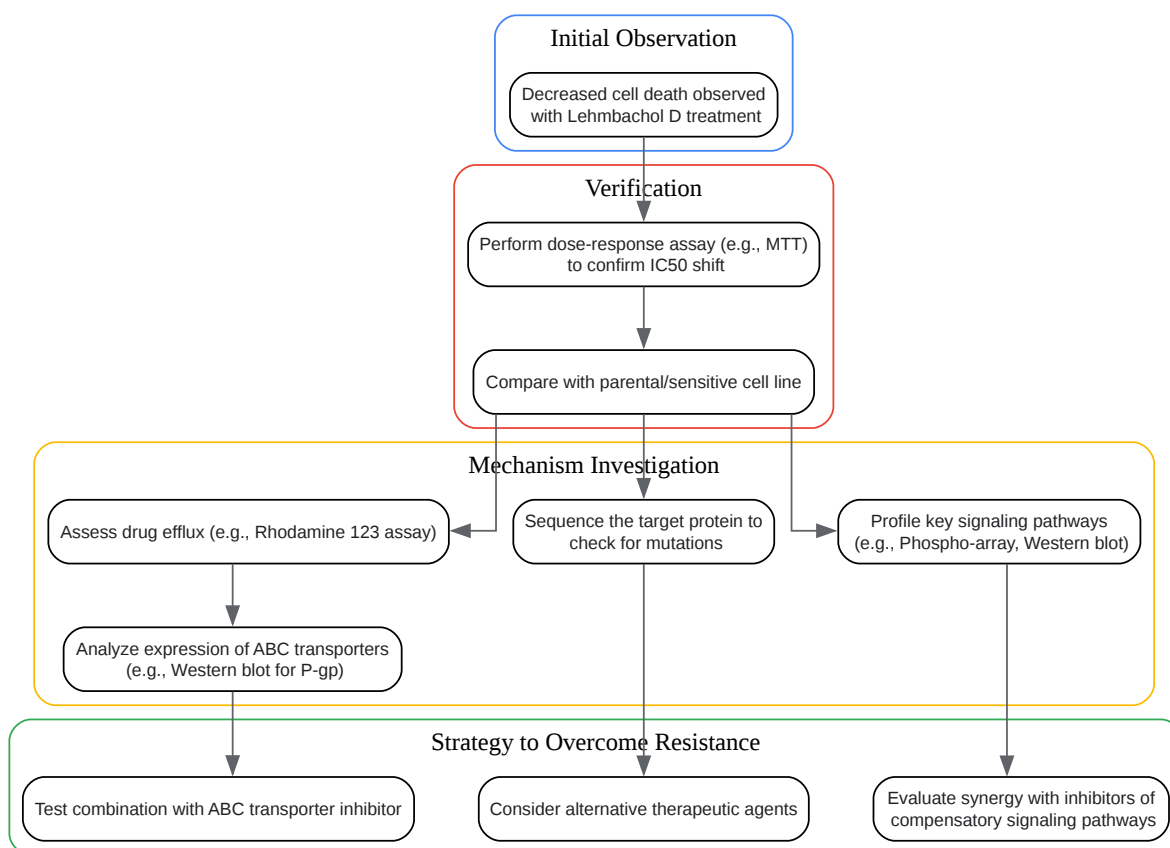 Initial Observation
Decreased cell death observed
with Lehmbachol D treatment
Verification
Perform dose-response assay (e.g., MTT)
to confirm IC50 shift
Compare with parental/sensitive cell line
Mechanism Investigation
Assess drug efflux (e.g., Rhodamine 123 assay)
Sequence the target protein to
check for mutations
Profile key signaling pathways
(e.g., Phospho-array, Western blot)
Analyze expression of ABC transporters
(e.g., Western blot for P-gp)
Strategy to Overcome Resistance
Test combination with ABC transporter inhibitor
Consider alternative therapeutic agents
Evaluate synergy with inhibitors of
compensatory signaling pathways